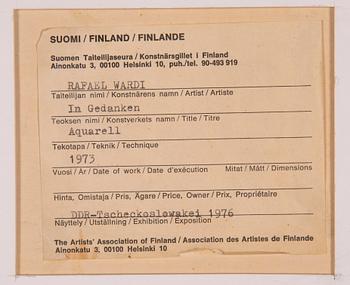 SUOMI / FINLAND / FINLANDE
Suomen Taiteilijaseura / Konstnärsgillet i Finland
Ainonkatu 3, 00100 Helsinki 10, puh./tel. 90-493 919
RAFAEL WARDI
Taiteilijan nimi / Konstnärens namn / Artist / Artiste
In Gedanken
Teoksen nimi / Konstverkets namn / Title / Titre
Aquarell
Tekotapa / Teknik / Technique
1973
Vuosi / År / Date of work / Date d'exécution Mitat / Mått / Dimensions
Hinta, Omistaja / Pris, Ägare / Price, Owner / Prix, Propriétaire
DDR-Tscheckoslowakei 1976
Näyttely / Utställning / Exhibition / Exposition
The Artists' Association of Finland / Association des Artistes de Finlande
Ainonkatu 3, 00100 Helsinki 10